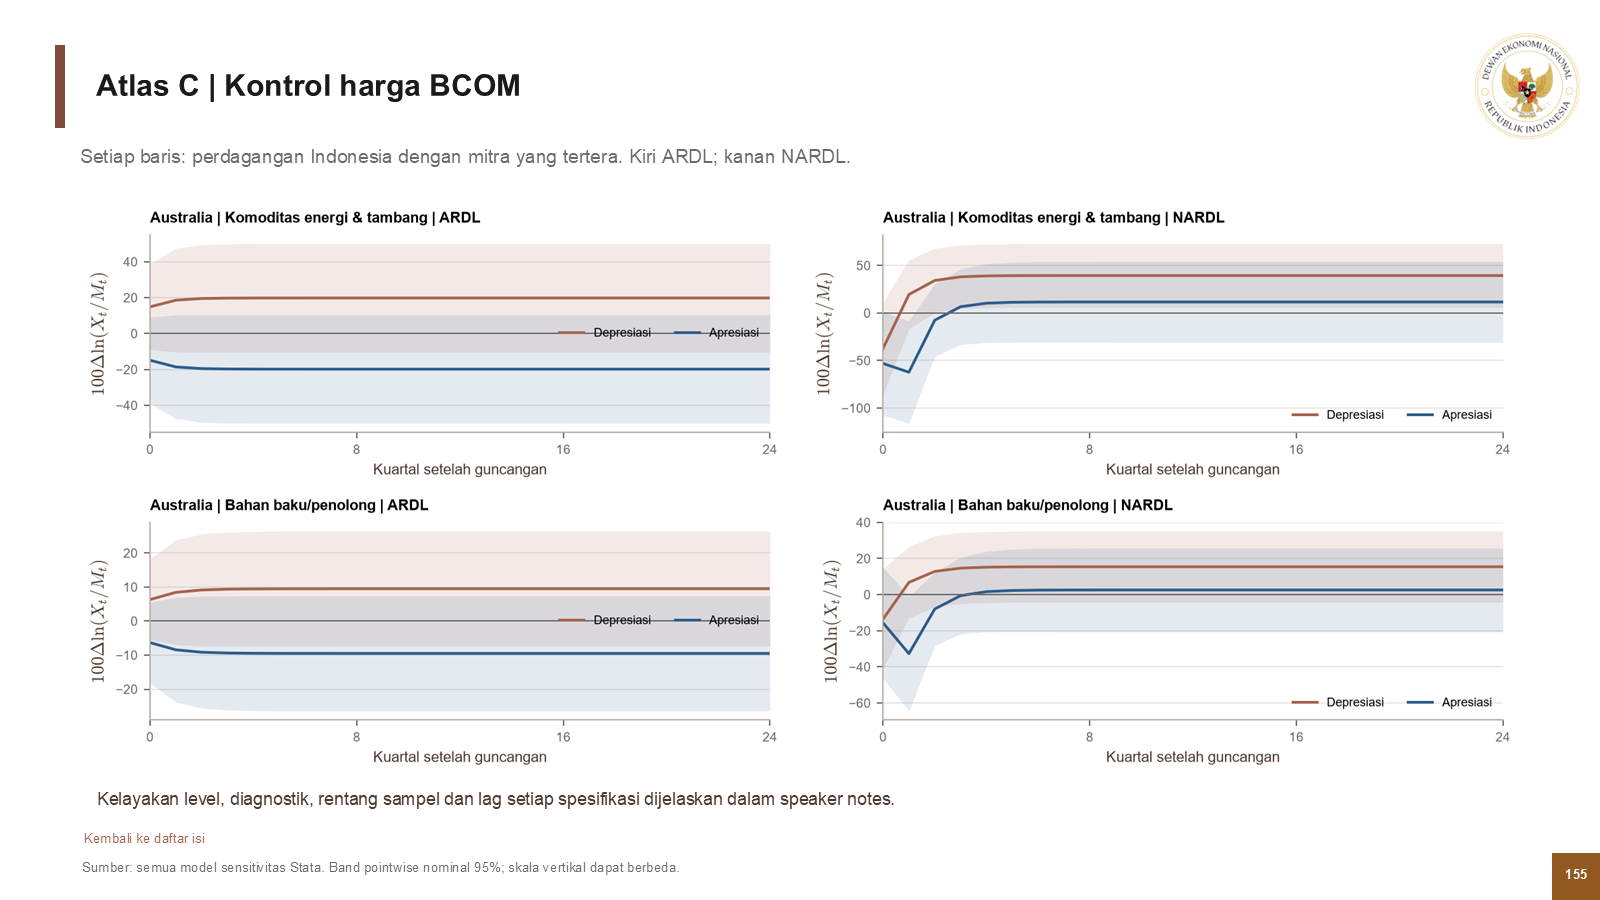 Atlas C | Kontrol harga BCOM
DEWAN EKONOMI NASIONAL
REPUBLIK INDONESIA
Setiap baris: perdagangan Indonesia dengan mitra yang tertera. Kiri ARDL; kanan NARDL.
Australia | Komoditas energi & tambang | ARDL
100Δln(Xₜ/Mₜ)
40
20
0
−20
−40
Depresiasi
Apresiasi
0
8
16
24
Kuartal setelah guncangan
Australia | Komoditas energi & tambang | NARDL
100Δln(Xₜ/Mₜ)
50
0
−50
−100
Depresiasi
Apresiasi
0
8
16
24
Kuartal setelah guncangan
Australia | Bahan baku/penolong | ARDL
100Δln(Xₜ/Mₜ)
20
10
0
−10
−20
Depresiasi
Apresiasi
0
8
16
24
Kuartal setelah guncangan
Australia | Bahan baku/penolong | NARDL
100Δln(Xₜ/Mₜ)
40
20
0
−20
−40
−60
Depresiasi
Apresiasi
0
8
16
24
Kuartal setelah guncangan
Kelayakan level, diagnostik, rentang sampel dan lag setiap spesifikasi dijelaskan dalam speaker notes.
Kembali ke daftar isi
Sumber: semua model sensitivitas Stata. Band pointwise nominal 95%; skala vertikal dapat berbeda.
155